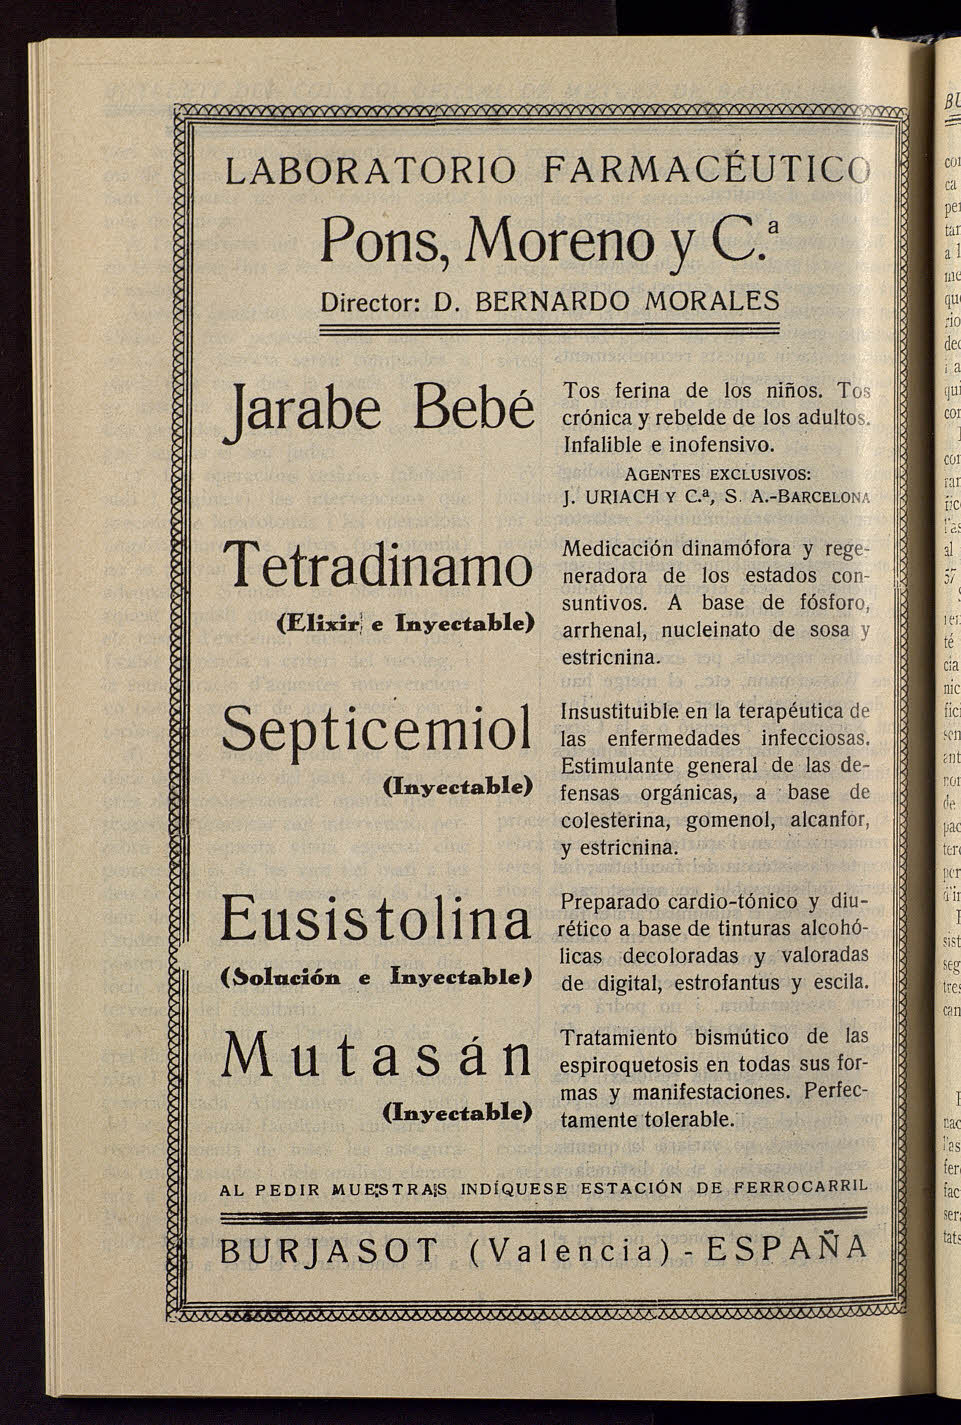 LABORATORIO FARMACÉUTICO
Pons, Moreno y C.ª
Director: D. BERNARDO MORALES
Jarabe Bebé
Tos ferina de los niños. Tos
crónica y rebelde de los adultos.
Infalible e inofensivo.
AGENTES EXCLUSIVOS:
J. URIACH Y C.ª, S. A.-BARCELONA
Tetradinamo
(Elixir e Inyectable)
Medicación dinamófora y rege-
neradora de los estados con-
suntivos. A base de fósforo,
arrhenal, nucleinato de sosa y
estricnina.
Septicemiol
(Inyectable)
Insustituible en la terapéutica de
las enfermedades infecciosas.
Estimulante general de las de-
fensas orgánicas, a base de
colesterina, gomenol, alcanfor,
y estricnina.
Eusistolina
(Solución e Inyectable)
Preparado cardio-tónico y diu-
rético a base de tinturas alcohó-
licas decoloradas y valoradas
de digital, estrofantus y escila.
Mutasán
(Inyectable)
Tratamiento bismútico de las
espiroquetosis en todas sus for-
mas y manifestaciones. Perfec-
tamente tolerable.
AL PEDIR MUESTRAS INDÍQUESE ESTACIÓN DE FERROCARRIL
BURJASOT (Valencia) - ESPAÑA